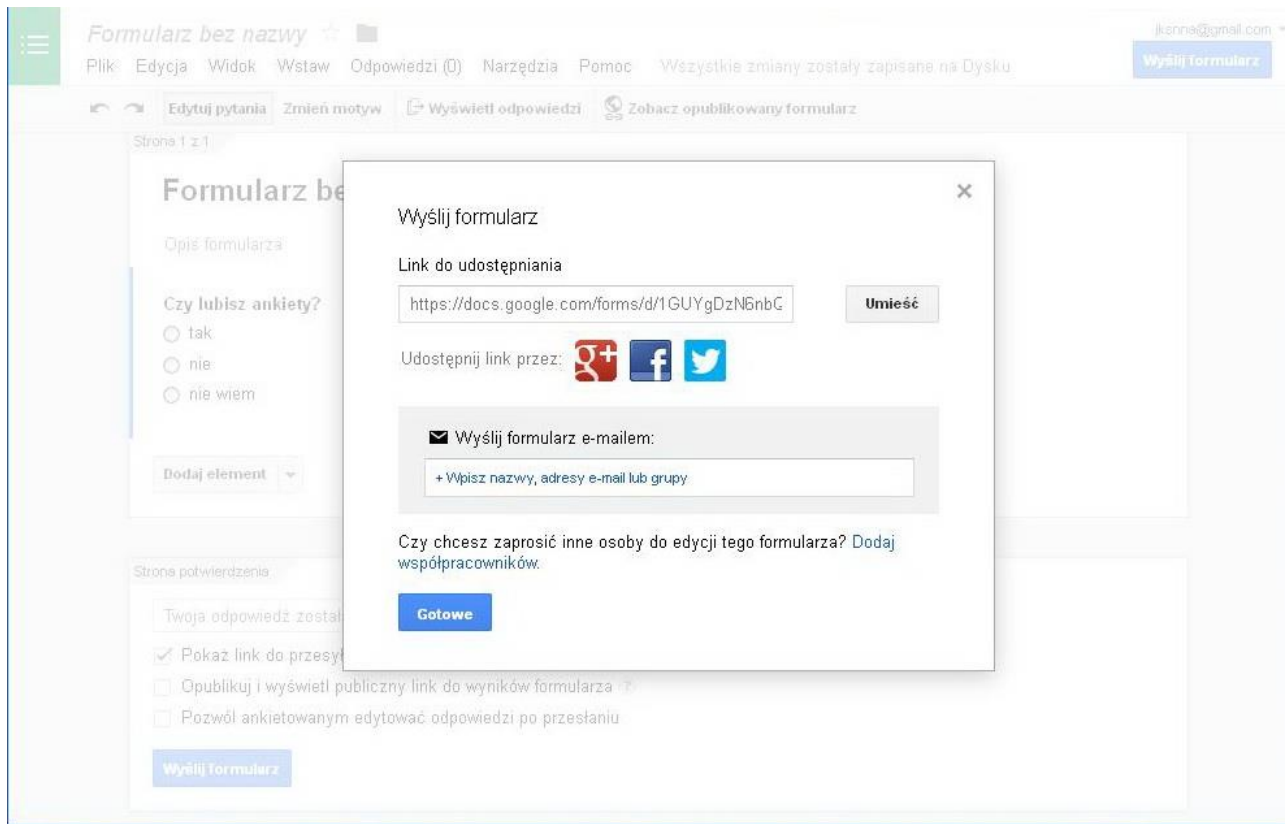 Formularz bez nazwy
Plik Edycja Widok Wstaw Odpowiedzi (0) Narzędzia Pomoc Wszystkie zmiany zostały zapisane na Dysku
Wyślij formularz
Edytuj pytania Zmień motyw Wyświetl odpowiedzi Zobacz opublikowany formularz
Strona 1 z 1
Formularz be
Opis formularza
Czy lubisz ankiety?
tak
nie
nie wiem
Dodaj element
Wyślij formularz
Link do udostępniania
https://docs.google.com/forms/d/1GUYgDzN6nbC
Umieść
Udostępnij link przez:
Wyślij formularz e-mailem:
+ Wpisz nazwy, adresy e-mail lub grupy
Czy chcesz zaprosić inne osoby do edycji tego formularza? Dodaj
współpracowników.
Gotowe
Strona potwierdzenia
Twoja odpowiedź został
Pokaż link do przesył
Opublikuj i wyświetl publiczny link do wyników formularza ?
Pozwól ankietowanym edytować odpowiedzi po przesłaniu
Wyślij formularz